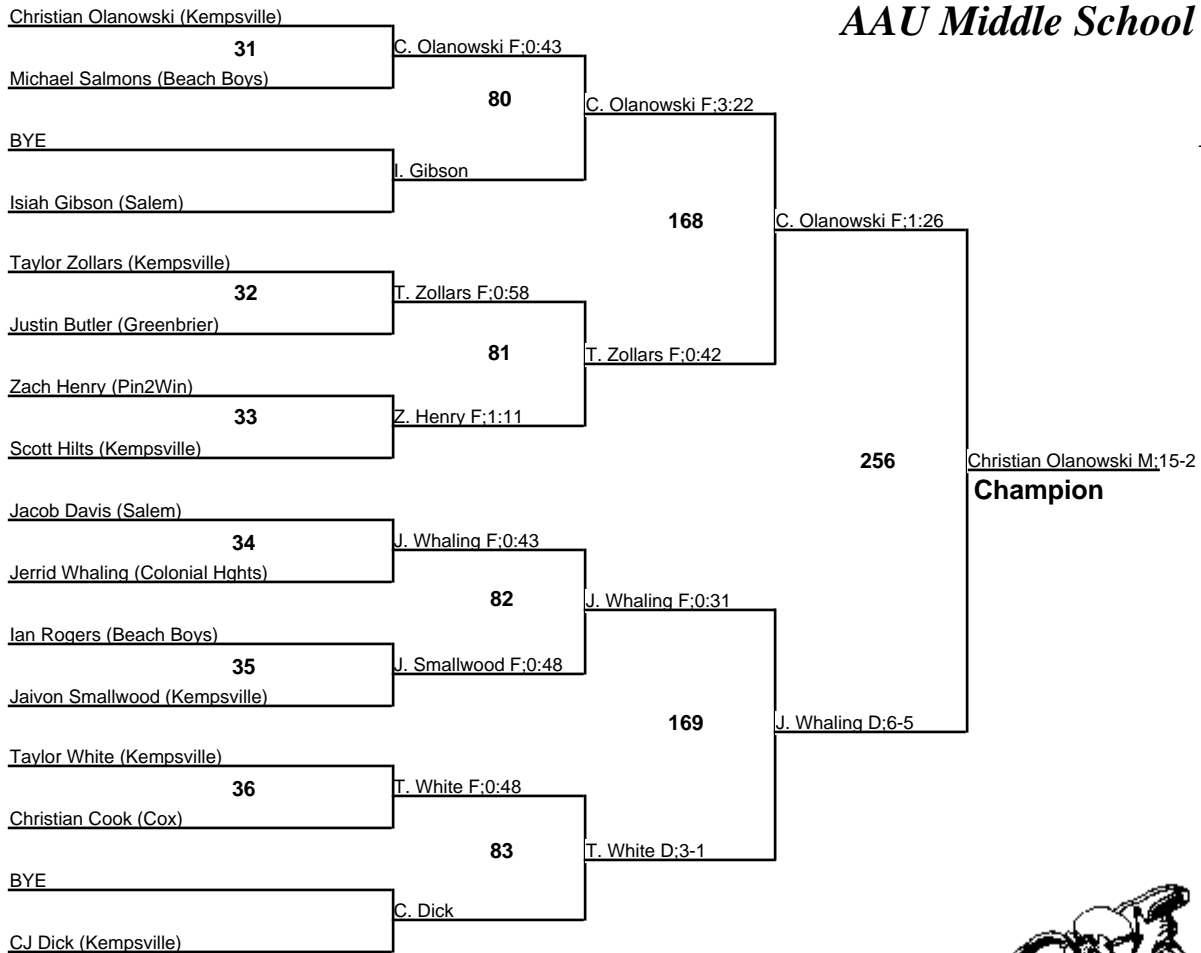 AAU Middle School
Christian Olanowski (Kempsville)
31
Michael Salmons (Beach Boys)
BYE
Isiah Gibson (Salem)
Taylor Zollars (Kempsville)
32
Justin Butler (Greenbrier)
Zach Henry (Pin2Win)
33
Scott Hilts (Kempsville)
Jacob Davis (Salem)
34
Jerrid Whaling (Colonial Hghts)
Ian Rogers (Beach Boys)
35
Jaivon Smallwood (Kempsville)
Taylor White (Kempsville)
36
Christian Cook (Cox)
BYE
CJ Dick (Kempsville)
C. Olanowski F;0:43
80
I. Gibson
T. Zollars F;0:58
81
Z. Henry F;1:11
J. Whaling F;0:43
82
J. Smallwood F;0:48
T. White F;0:48
83
C. Dick
C. Olanowski F;3:22
168
T. Zollars F;0:42
J. Whaling F;0:31
169
T. White D;3-1
C. Olanowski F;1:26
256
J. Whaling D;6-5
Christian Olanowski M;15-2
Champion